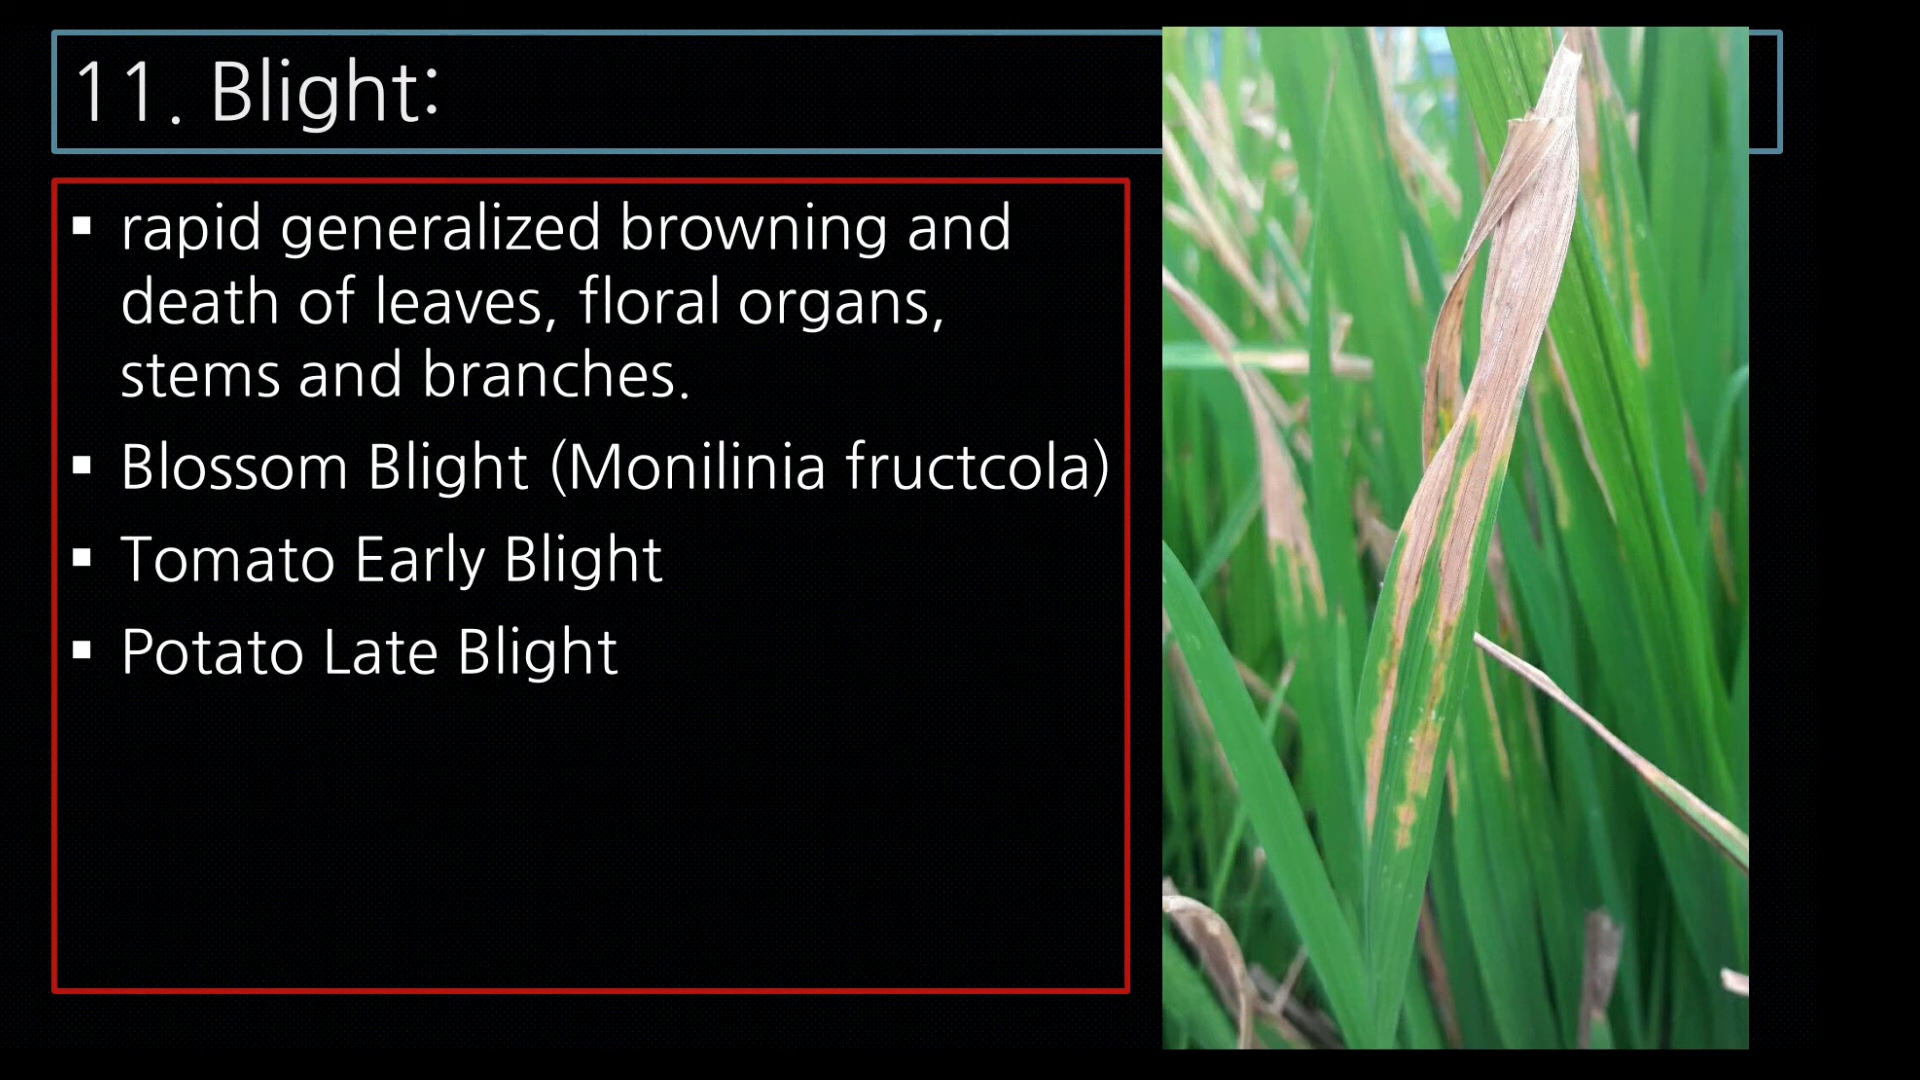 11. Blight:
▪ rapid generalized browning and
death of leaves, floral organs,
stems and branches.
▪ Blossom Blight (Monilinia fructcola)
▪ Tomato Early Blight
▪ Potato Late Blight